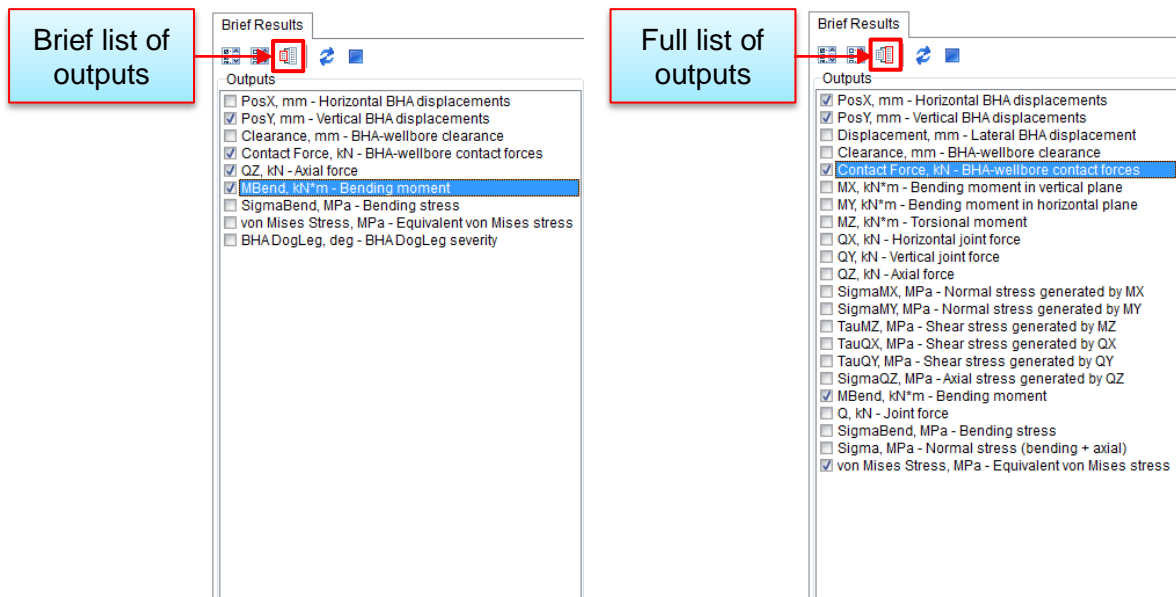 Brief list of
outputs
Brief Results
Outputs
PosX, mm - Horizontal BHA displacements
PosY, mm - Vertical BHA displacements
Clearance, mm - BHA-wellbore clearance
Contact Force, kN - BHA-wellbore contact forces
QZ, kN - Axial force
MBend, kN*m - Bending moment
SigmaBend, MPa - Bending stress
von Mises Stress, MPa - Equivalent von Mises stress
BHA DogLeg, deg - BHA DogLeg severity
Full list of
outputs
Brief Results
Outputs
PosX, mm - Horizontal BHA displacements
PosY, mm - Vertical BHA displacements
Displacement, mm - Lateral BHA displacement
Clearance, mm - BHA-wellbore clearance
Contact Force, kN - BHA-wellbore contact forces
MX, kN*m - Bending moment in vertical plane
MY, kN*m - Bending moment in horizontal plane
MZ, kN*m - Torsional moment
QX, kN - Horizontal joint force
QY, kN - Vertical joint force
QZ, kN - Axial force
SigmaMX, MPa - Normal stress generated by MX
SigmaMY, MPa - Normal stress generated by MY
TauMZ, MPa - Shear stress generated by MZ
TauQX, MPa - Shear stress generated by QX
TauQY, MPa - Shear stress generated by QY
SigmaQZ, MPa - Axial stress generated by QZ
MBend, kN*m - Bending moment
Q, kN - Joint force
SigmaBend, MPa - Bending stress
Sigma, MPa - Normal stress (bending + axial)
von Mises Stress, MPa - Equivalent von Mises stress